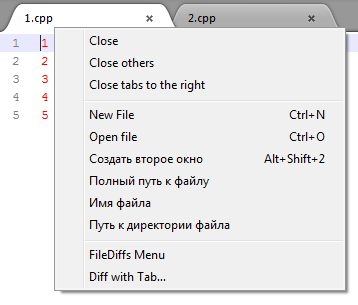 1.cpp × 2.cpp ×
1 1
2 2
3 3
4 4
5 5
Close
Close others
Close tabs to the right
New File Ctrl+N
Open file Ctrl+O
Создать второе окно Alt+Shift+2
Полный путь к файлу
Имя файла
Путь к директории файла
FileDiffs Menu
Diff with Tab...